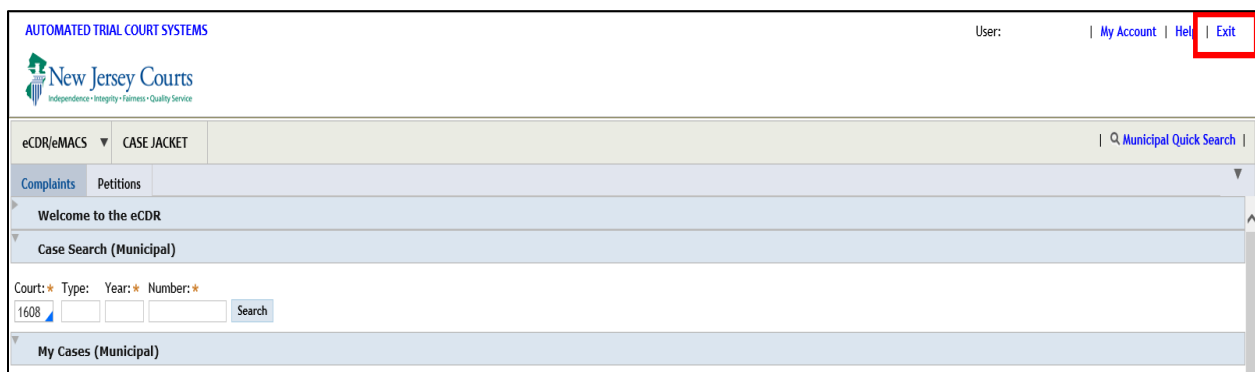 AUTOMATED TRIAL COURT SYSTEMS
User: | My Account | Help | Exit
New Jersey Courts
Independence • Integrity • Fairness • Quality Service
eCDR/eMACS ▼ CASE JACKET
| Municipal Quick Search |
Complaints Petitions
Welcome to the eCDR
Case Search (Municipal)
Court:* Type: Year:* Number:*
1608 Search
My Cases (Municipal)